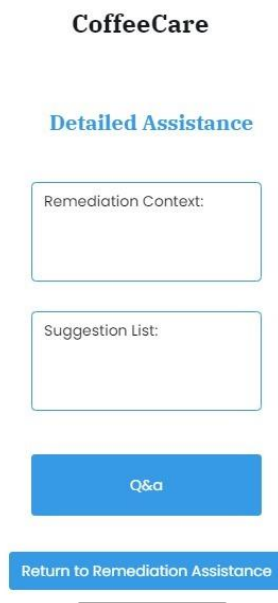 CoffeeCare
Detailed Assistance
Remediation Context:
Suggestion List:
Q&a
Return to Remediation Assistance